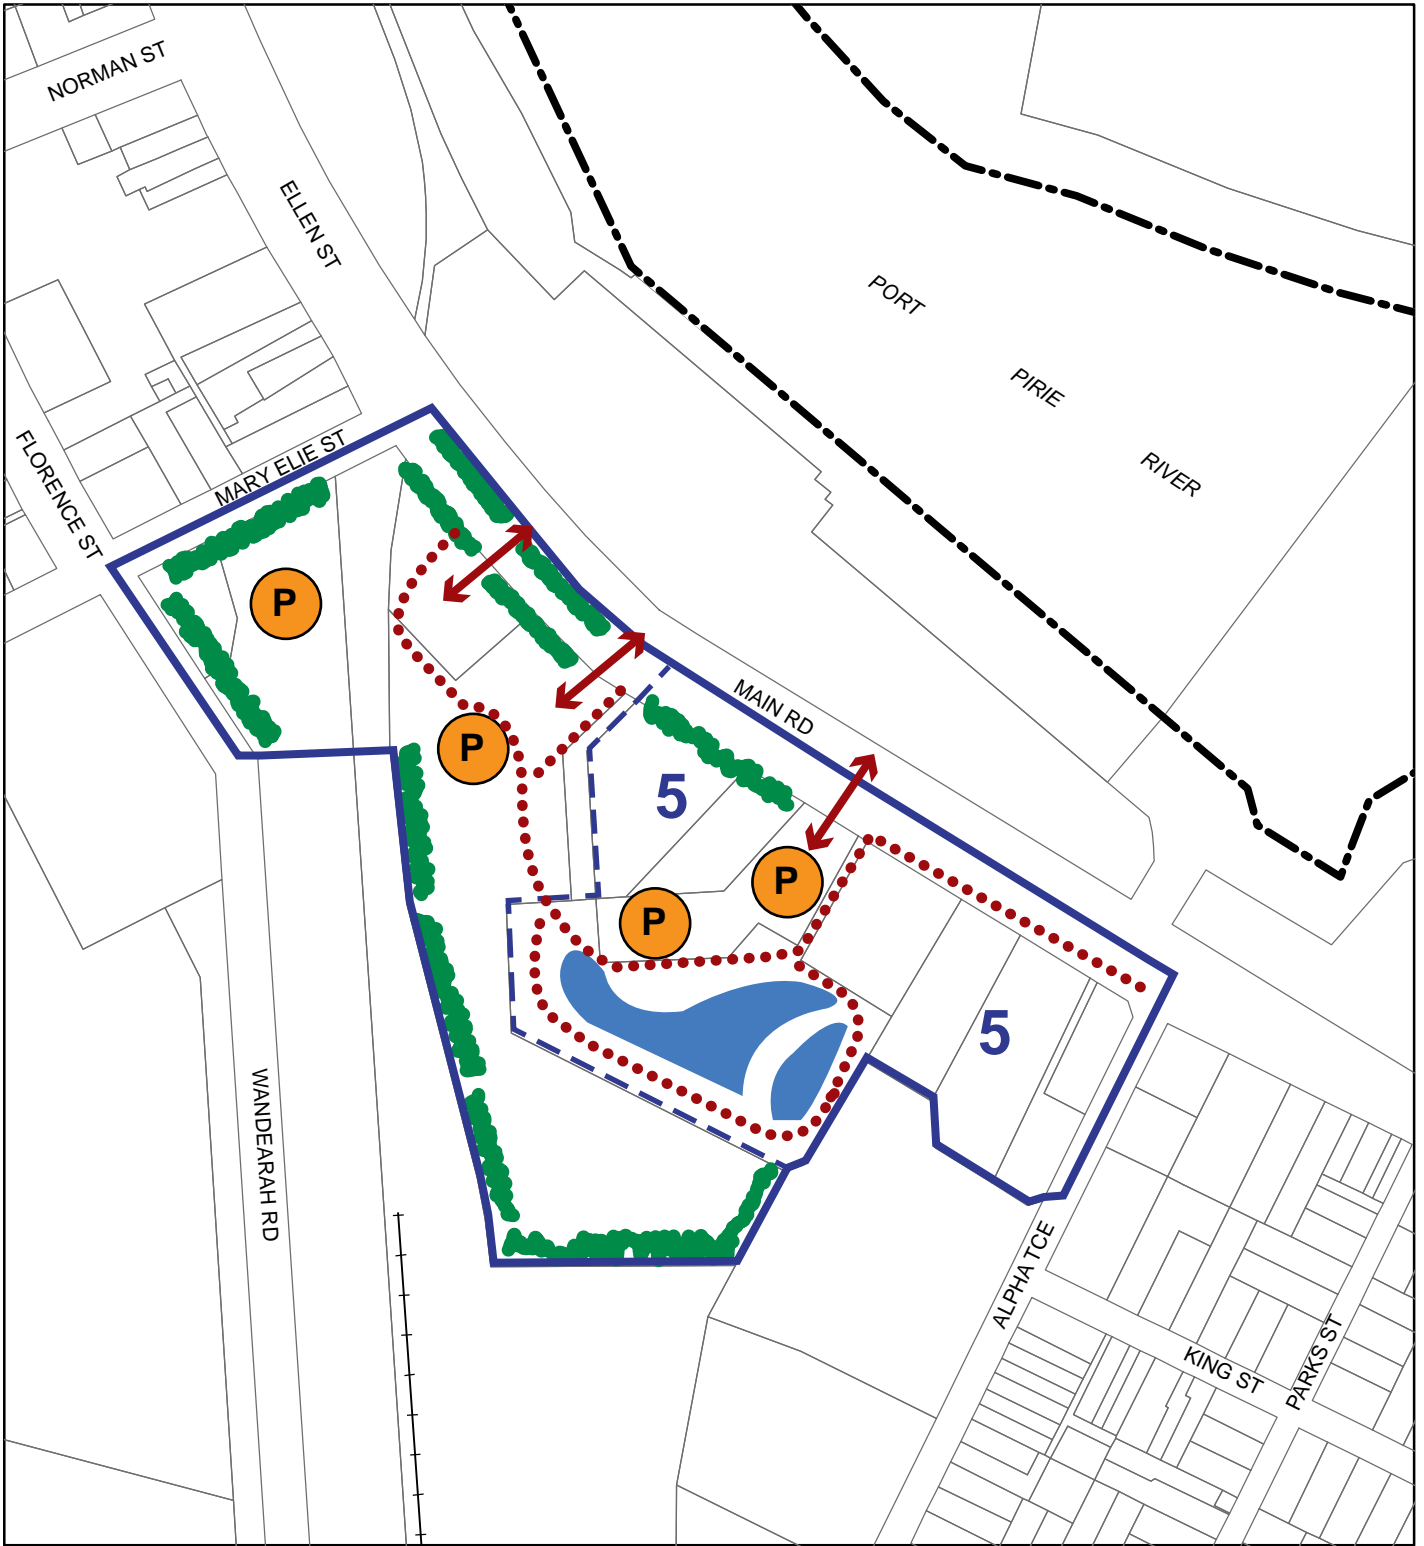 NORMAN ST
ELLEN ST
PORT
PIRIE
RIVER
FLORENCE ST
MARY ELIE ST
P
MAIN RD
P
5
P
P
5
WANDEARAH RD
ALPHA TCE
KING ST
PARKS ST